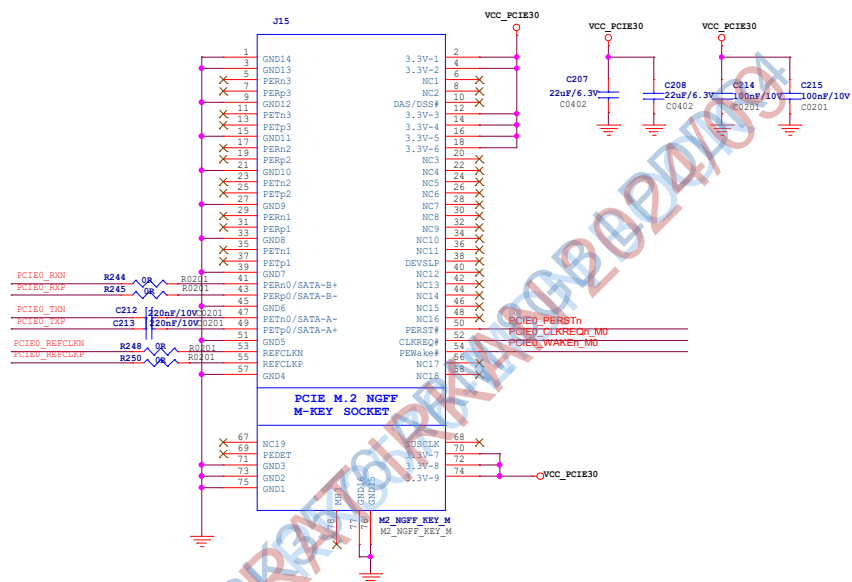 J15
VCC_PCIE30
VCC_PCIE30
VCC_PCIE30
C207
22uF/6.3V
C0402
C208
22uF/6.3V
C0402
C214
100nF/10V
C0201
C215
100nF/10V
C0201
1 GND14 3.3V-1 2
3 GND13 3.3V-2 4
5 PERn3 NC1 6
7 PERp3 NC2 8
9 GND12 DAS/DSS# 10
11 PETn3 3.3V-3 12
13 PETp3 3.3V-4 14
15 GND11 3.3V-5 16
17 PERn2 3.3V-6 18
19 PERp2 NC3 20
21 GND10 NC4 22
23 PETn2 NC5 24
25 PETp2 NC6 26
27 GND9 NC7 28
29 PERn1 NC8 30
31 PERp1 NC9 32
33 GND8 NC10 34
35 PETn1 NC11 36
37 PETp1 DEVSLP 38
39 GND7 NC12 40
PCIE0_RXN R244 0R R0201 41 PERn0/SATA-B+ NC13 42
PCIE0_RXP R245 0R 43 PERp0/SATA-B- NC14 44
45 GND6 NC15 46
PCIE0_TXN C212 220nF/10V C0201 47 PETn0/SATA-A- NC16 48
PCIE0_TXP C213 220nF/10V C0201 49 PETp0/SATA-A+ PERST# 50 PCIE0_PERSTn
51 GND5 CLKREQ# 52 PCIE0_CLKREQn_M0
PCIE0_REFCLKN R248 0R R0201 53 REFCLKN PEWake# 54 PCIE0_WAKEn_M0
PCIE0_REFCLKP R250 0R R0201 55 REFCLKP NC17 56
57 GND4 NC18 58
PCIE M.2 NGFF
M-KEY SOCKET
67 NC19 SUSCLK 68
69 PEDET 3.3V-7 70
71 GND3 3.3V-8 72
73 GND2 3.3V-9 74 VCC_PCIE30
75 GND1
78 MH3
77 GND16
76 GND15
M2_NGFF_KEY_M
M2_NGFF_KEY_M